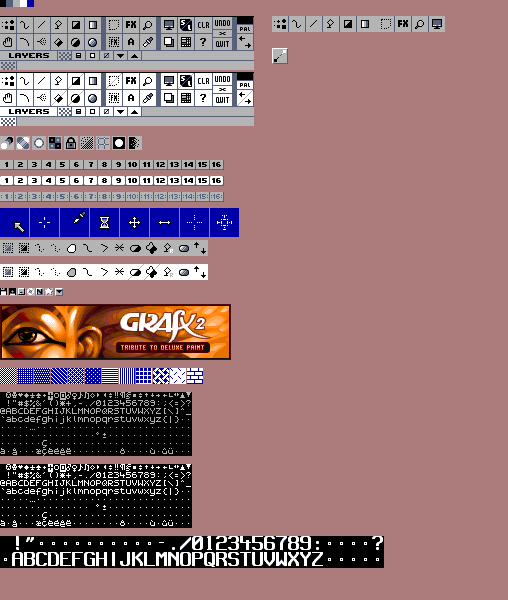 FX CLR UNDO FX
PAL
FX A ? QUIT
LAYERS
FX CLR UNDO
PAL
FX A ? QUIT
LAYERS
1 2 3 4 5 6 7 8 9 10 11 12 13 14 15 16
1 2 3 4 5 6 7 8 9 10 11 12 13 14 15 16
1 2 3 4 5 6 7 8 9 10 11 12 13 14 15 16
GRAFX2
TRIBUTE TO DELUXE PAINT
!"#$%&'()*+,-./0123456789:;<=>?
@ABCDEFGHIJKLMNOPQRSTUVWXYZ[\]^_
`abcdefghijklmnopqrstuvwxyz{|}
!"#$%&'()*+,-./0123456789:;<=>?
@ABCDEFGHIJKLMNOPQRSTUVWXYZ[\]^_
`abcdefghijklmnopqrstuvwxyz{|}
!" - ./0123456789: ?
ABCDEFGHIJKLMNOPQRSTUVWXYZ